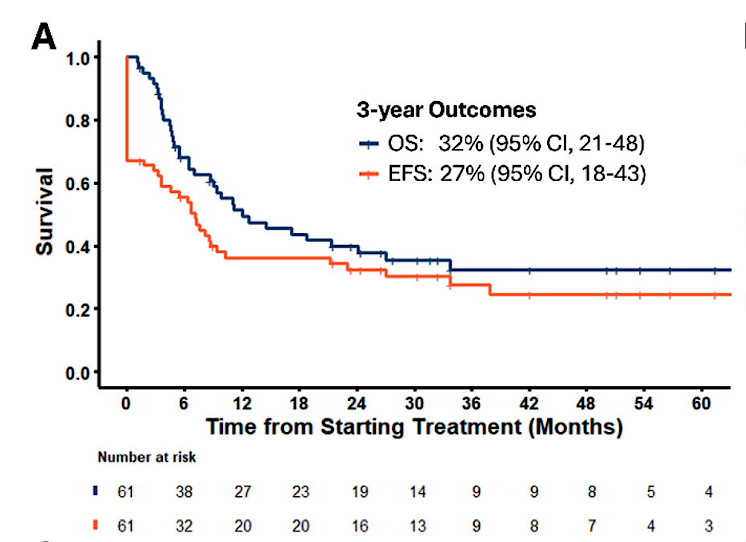 A
3-year Outcomes
OS: 32% (95% CI, 21-48)
EFS: 27% (95% CI, 18-43)
Survival
1.0
0.8
0.6
0.4
0.2
0.0
0 6 12 18 24 30 36 42 48 54 60
Time from Starting Treatment (Months)
Number at risk
61 38 27 23 19 14 9 9 8 5 4
61 32 20 20 16 13 9 8 7 4 3